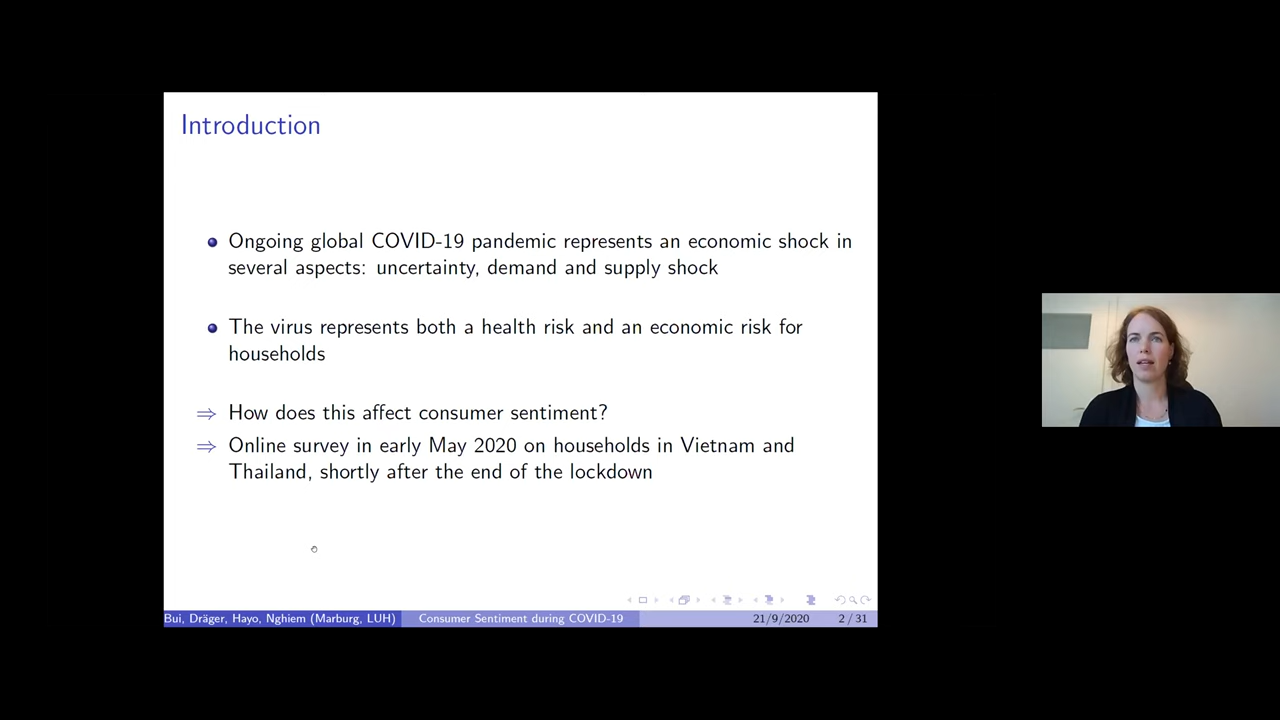 Introduction
Ongoing global COVID-19 pandemic represents an economic shock in
several aspects: uncertainty, demand and supply shock
The virus represents both a health risk and an economic risk for
households
⇒ How does this affect consumer sentiment?
⇒ Online survey in early May 2020 on households in Vietnam and
Thailand, shortly after the end of the lockdown
Bui, Dräger, Hayo, Nghiem (Marburg, LUH) Consumer Sentiment during COVID-19 21/9/2020 2 / 31